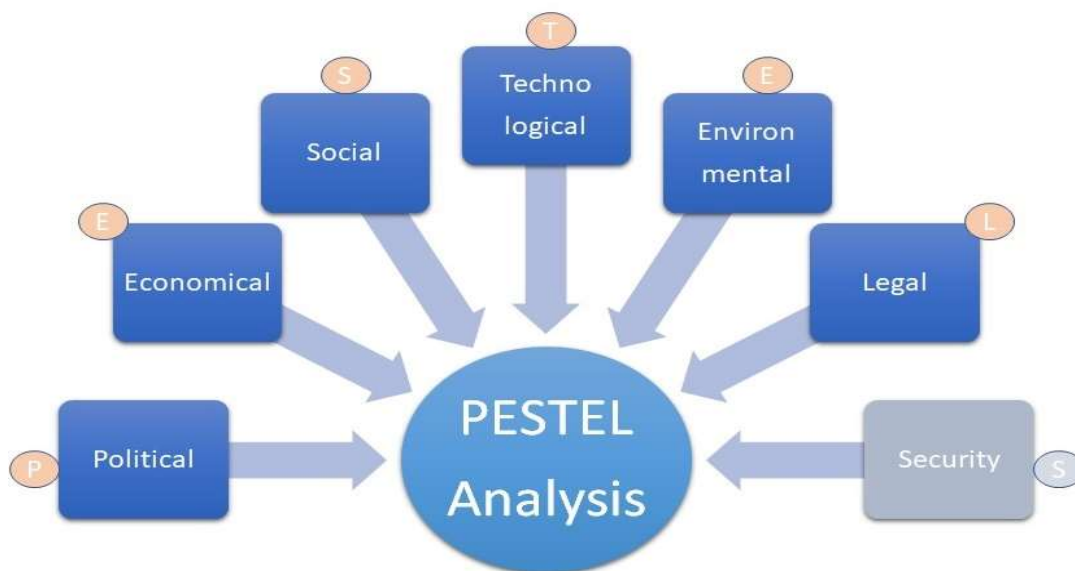 P
Political
E
Economical
S
Social
T
Techno
logical
E
Environ
mental
L
Legal
Security
S
PESTEL
Analysis